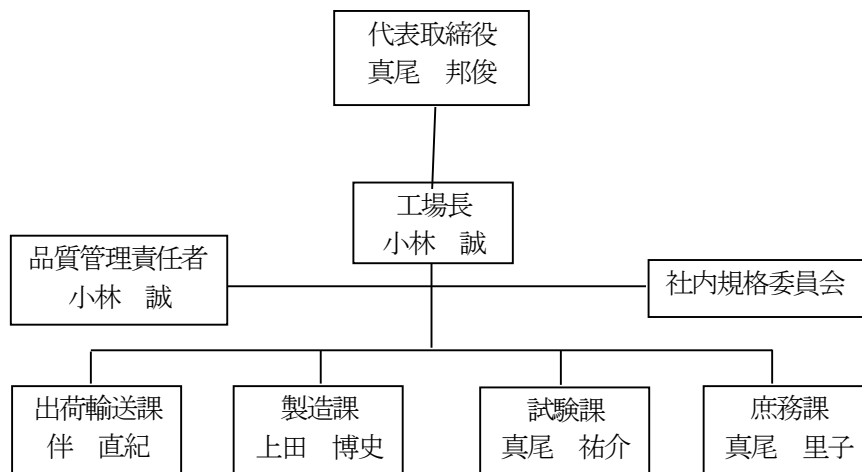 代表取締役
真尾　邦俊
工場長
小林　誠
品質管理責任者
小林　誠
社内規格委員会
出荷輸送課
伴　直紀
製造課
上田　博史
試験課
真尾　祐介
庶務課
真尾　里子